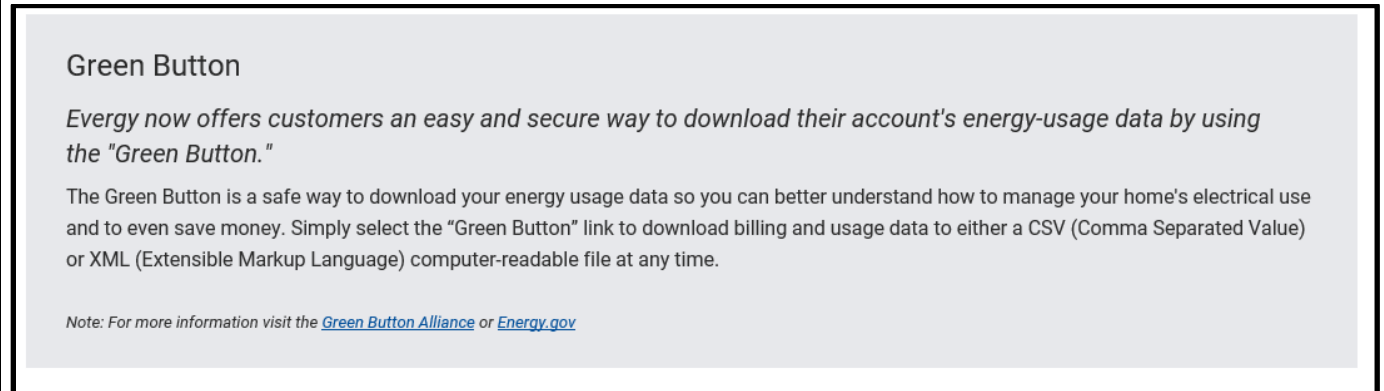 Green Button
Evergy now offers customers an easy and secure way to download their account's energy-usage data by using
the "Green Button."
The Green Button is a safe way to download your energy usage data so you can better understand how to manage your home's electrical use
and to even save money. Simply select the “Green Button” link to download billing and usage data to either a CSV (Comma Separated Value)
or XML (Extensible Markup Language) computer-readable file at any time.
Note: For more information visit the Green Button Alliance or Energy.gov